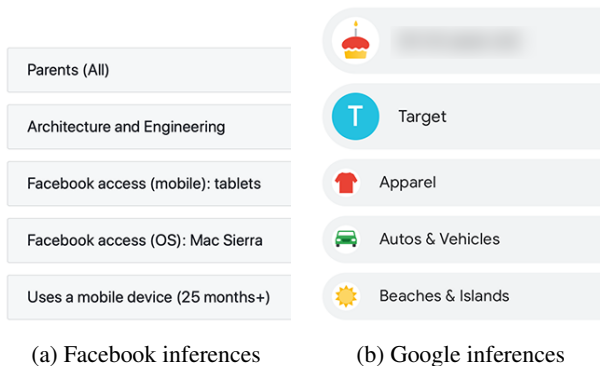 Parents (All)
Architecture and Engineering
Facebook access (mobile): tablets
Facebook access (OS): Mac Sierra
Uses a mobile device (25 months+)
(a) Facebook inferences
T
Target
Apparel
Autos & Vehicles
Beaches & Islands
(b) Google inferences